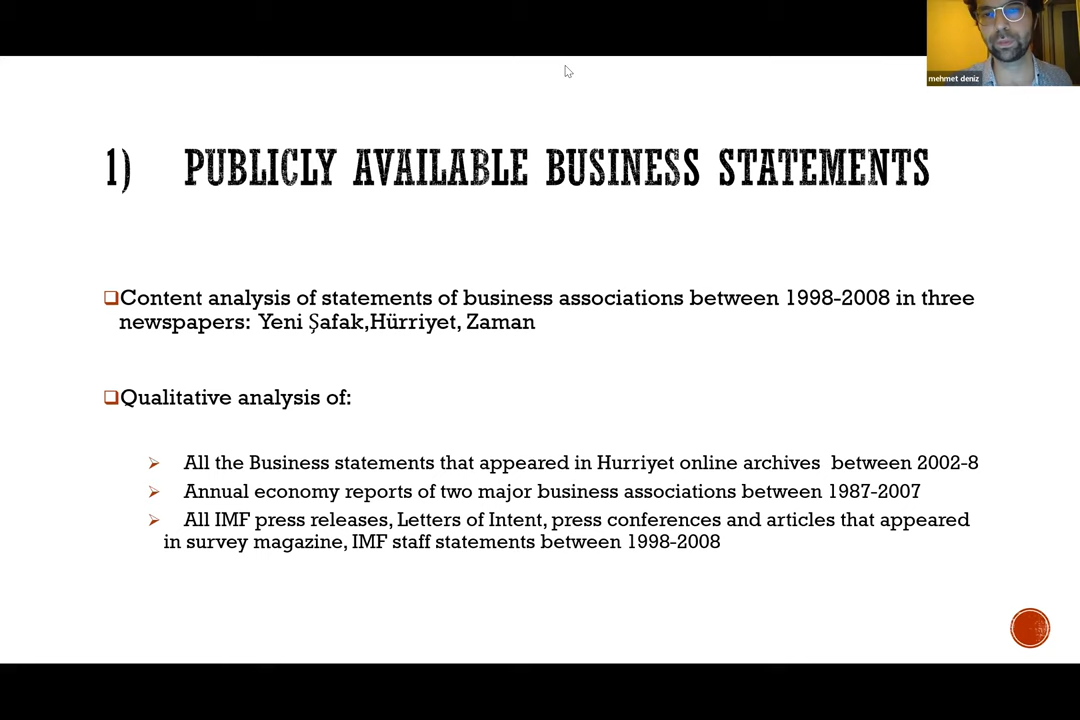 mehmet deniz
1) PUBLICLY AVAILABLE BUSINESS STATEMENTS
Content analysis of statements of business associations between 1998-2008 in three
newspapers: Yeni Şafak,Hürriyet, Zaman
Qualitative analysis of:
All the Business statements that appeared in Hurriyet online archives between 2002-8
Annual economy reports of two major business associations between 1987-2007
All IMF press releases, Letters of Intent, press conferences and articles that appeared
in survey magazine, IMF staff statements between 1998-2008